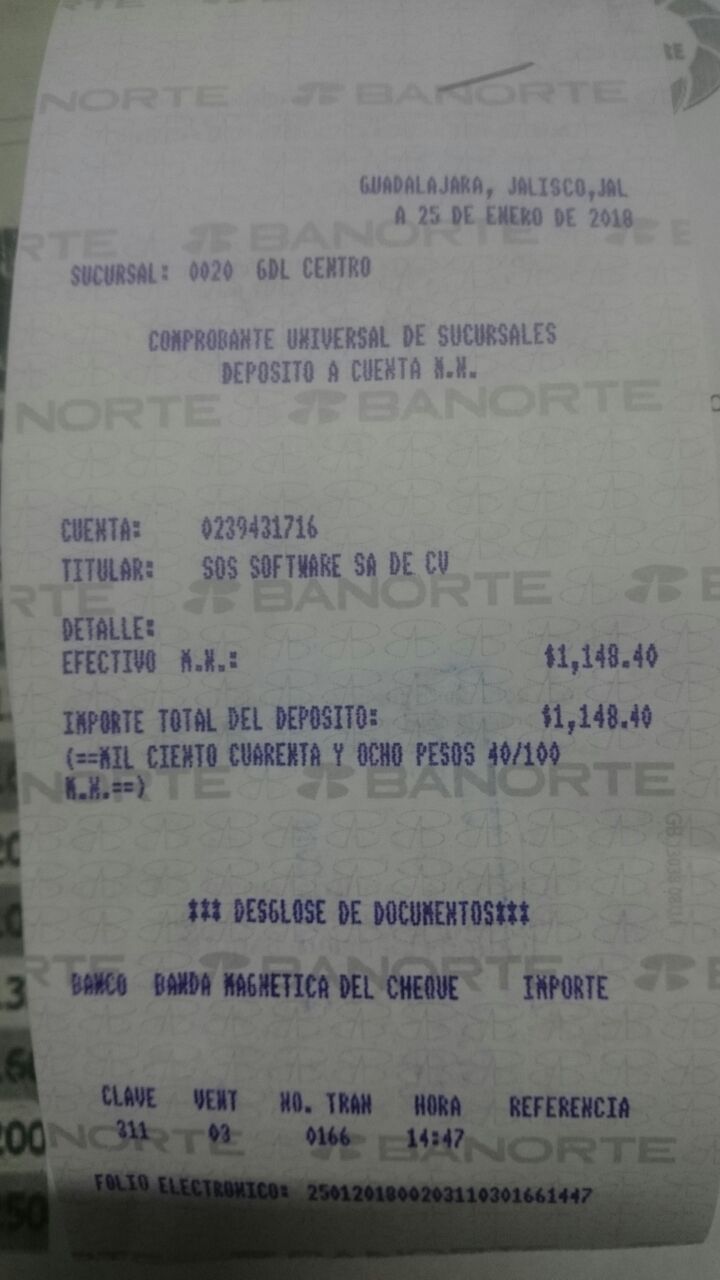 GUADALAJARA, JALISCO,JAL
A 25 DE ENERO DE 2018
SUCURSAL: 0020 GDL CENTRO
COMPROBANTE UNIVERSAL DE SUCURSALES
DEPOSITO A CUENTA M.N.
CUENTA: 0239431716
TITULAR: SOS SOFTWARE SA DE CV
DETALLE:
EFECTIVO M.N.: $1,148.40
IMPORTE TOTAL DEL DEPOSITO: $1,148.40
(==MIL CIENTO CUARENTA Y OCHO PESOS 40/100
M.N.==)
*** DESGLOSE DE DOCUMENTOS***
BANCO BANDA MAGNETICA DEL CHEQUE IMPORTE
CLAVE VENT NO. TRAN HORA REFERENCIA
311 03 0166 14:47
FOLIO ELECTRONICO: 2501201800203110301661447
BANORTE